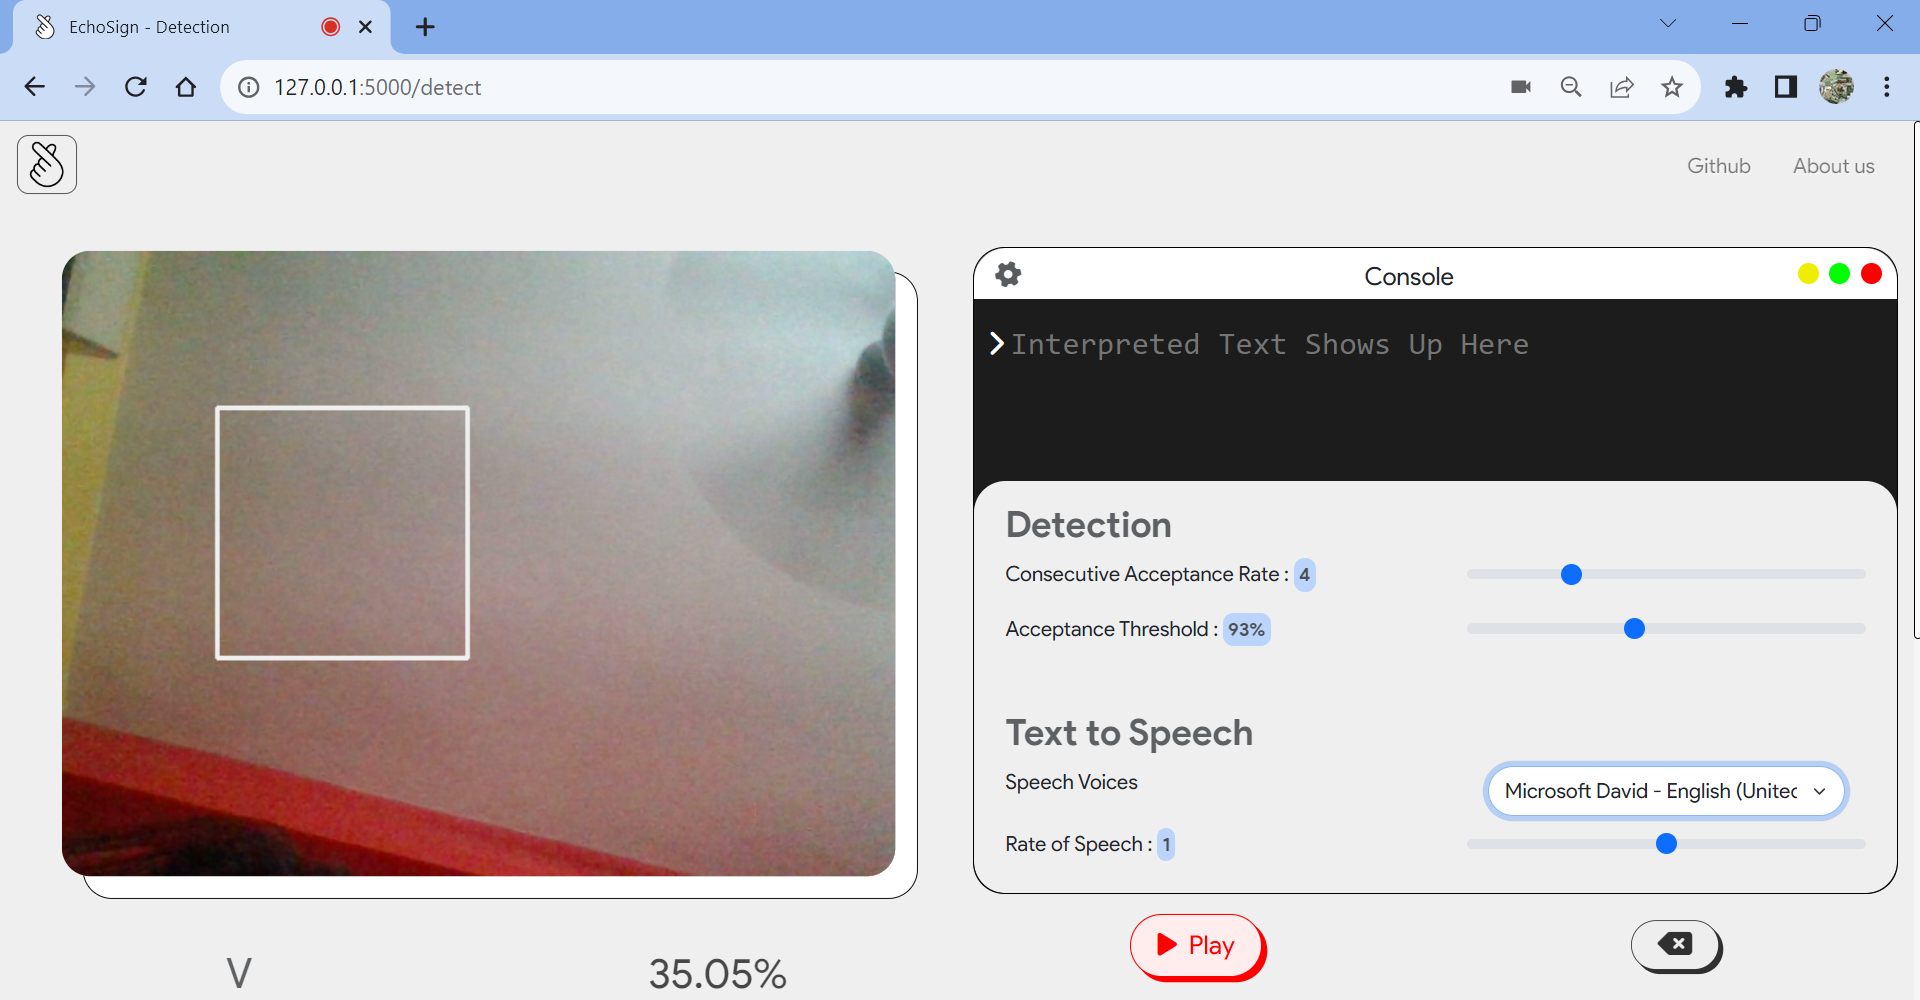 EchoSign - Detection
127.0.0.1:5000/detect
Github
About us
Console
Interpreted Text Shows Up Here
Detection
Consecutive Acceptance Rate : 4
Acceptance Threshold : 93%
Text to Speech
Speech Voices
Microsoft David - English (United
Rate of Speech : 1
Play
V
35.05%